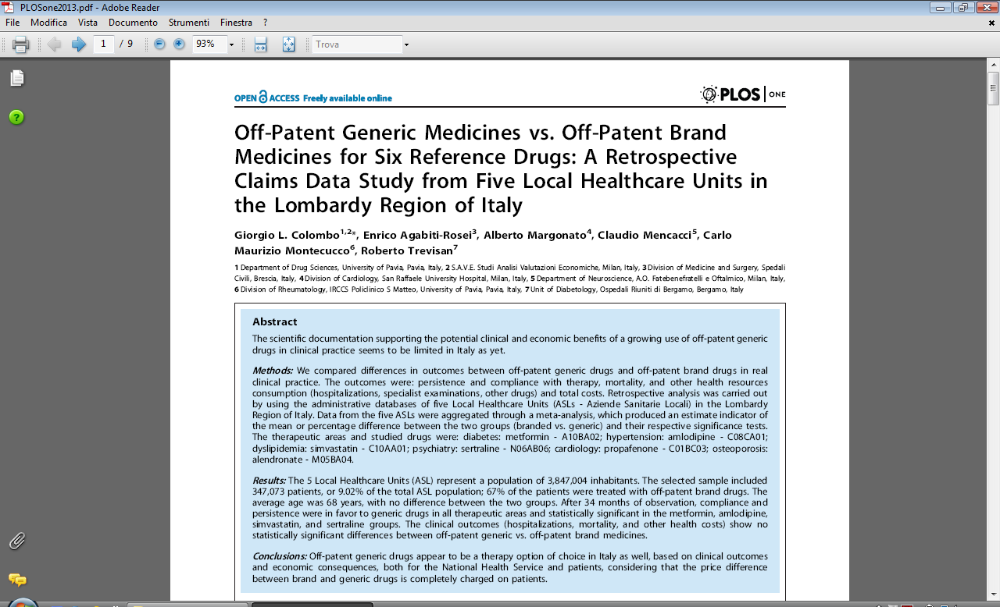 PLOSone2013.pdf - Adobe Reader
File Modifica Vista Documento Strumenti Finestra ?
1 / 9 93% Trova
OPEN ACCESS Freely available online
PLOS ONE
Off-Patent Generic Medicines vs. Off-Patent Brand
Medicines for Six Reference Drugs: A Retrospective
Claims Data Study from Five Local Healthcare Units in
the Lombardy Region of Italy
Giorgio L. Colombo1,2*, Enrico Agabiti-Rosei3, Alberto Margonato4, Claudio Mencacci5, Carlo
Maurizio Montecucco6, Roberto Trevisan7
1 Department of Drug Sciences, University of Pavia, Pavia, Italy, 2 S.A.V.E. Studi Analisi Valutazioni Economiche, Milan, Italy, 3 Division of Medicine and Surgery, Spedali
Civili, Brescia, Italy, 4 Division of Cardiology, San Raffaele University Hospital, Milan, Italy, 5 Department of Neuroscience, A.O. Fatebenefratelli e Oftalmico, Milan, Italy,
6 Division of Rheumatology, IRCCS Policlinico S Matteo, University of Pavia, Pavia, Italy, 7 Unit of Diabetology, Ospedali Riuniti di Bergamo, Bergamo, Italy
Abstract
The scientific documentation supporting the potential clinical and economic benefits of a growing use of off-patent generic
drugs in clinical practice seems to be limited in Italy as yet.
Methods: We compared differences in outcomes between off-patent generic drugs and off-patent brand drugs in real
clinical practice. The outcomes were: persistence and compliance with therapy, mortality, and other health resources
consumption (hospitalizations, specialist examinations, other drugs) and total costs. Retrospective analysis was carried out
by using the administrative databases of five Local Healthcare Units (ASLs - Aziende Sanitarie Locali) in the Lombardy
Region of Italy. Data from the five ASLs were aggregated through a meta-analysis, which produced an estimate indicator of
the mean or percentage difference between the two groups (branded vs. generic) and their respective significance tests.
The therapeutic areas and studied drugs were: diabetes: metformin - A10BA02; hypertension: amlodipine - C08CA01;
dyslipidemia: simvastatin - C10AA01; psychiatry: sertraline - N06AB06; cardiology: propafenone - C01BC03; osteoporosis:
alendronate - M05BA04.
Results: The 5 Local Healthcare Units (ASL) represent a population of 3,847,004 inhabitants. The selected sample included
347,073 patients, or 9.02% of the total ASL population; 67% of the patients were treated with off-patent brand drugs. The
average age was 68 years, with no difference between the two groups. After 34 months of observation, compliance and
persistence were in favor to generic drugs in all therapeutic areas and statistically significant in the metformin, amlodipine,
simvastatin, and sertraline groups. The clinical outcomes (hospitalizations, mortality, and other health costs) show no
statistically significant differences between off-patent generic vs. off-patent brand medicines.
Conclusions: Off-patent generic drugs appear to be a therapy option of choice in Italy as well, based on clinical outcomes
and economic consequences, both for the National Health Service and patients, considering that the price difference
between brand and generic drugs is completely charged on patients.